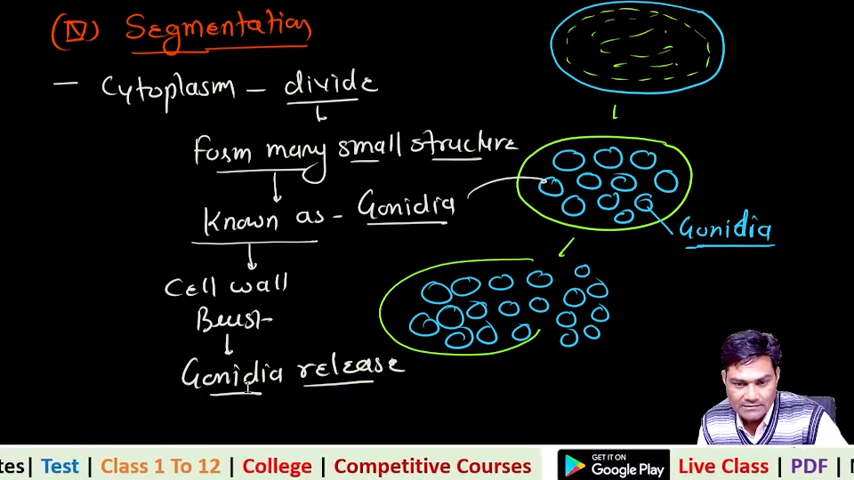 (IV) Segmentation
– Cytoplasm – divide
form many small structure
Known as – Gonidia
Gonidia
Cell wall
Burst
Gonidia release
tes| Test | Class 1 To 12 | College | Competitive Courses
GET IT ON
Google Play
Live Class | PDF |